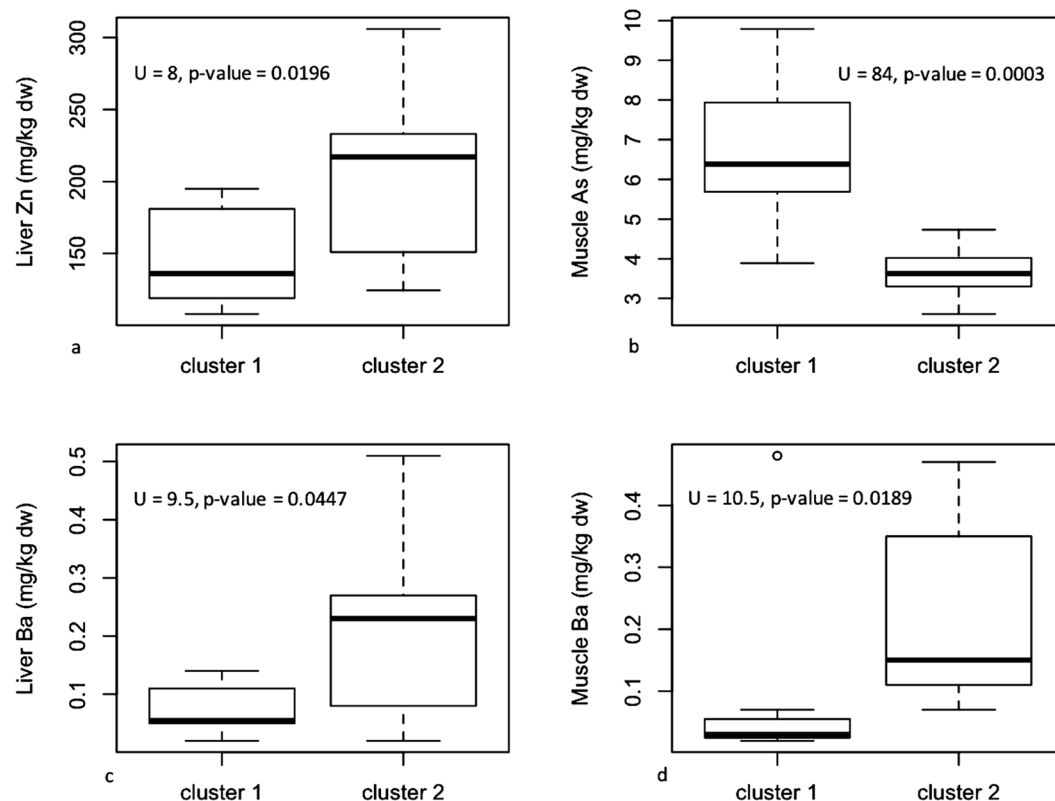 Liver Zn (mg/kg dw)
300
250
200
150
U = 8, p-value = 0.0196
cluster 1
cluster 2
a
Muscle As (mg/kg dw)
10
9
8
7
6
5
4
3
U = 84, p-value = 0.0003
cluster 1
cluster 2
b
Liver Ba (mg/kg dw)
0.5
0.4
0.3
0.2
0.1
U = 9.5, p-value = 0.0447
cluster 1
cluster 2
c
Muscle Ba (mg/kg dw)
0.4
0.3
0.2
0.1
U = 10.5, p-value = 0.0189
cluster 1
cluster 2
d